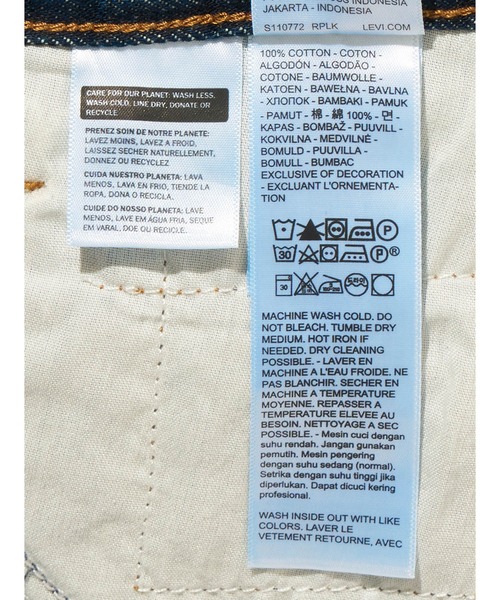 CARE FOR OUR PLANET: WASH LESS,
WASH COLD, LINE DRY, DONATE OR
RECYCLE
PRENEZ SOIN DE NOTRE PLANETE:
LAVEZ MOINS, LAVEZ A FROID,
LAISSEZ SECHER NATURELLEMENT,
DONNEZ OU RECYCLEZ
CUIDA NUESTRO PLANETA: LAVA
MENOS, LAVA EN FRIO, TIENDE LA
ROPA, DONA O RECICLA.
CUIDE DO NOSSO PLANETA: LAVE
MENOS, LAVE EM ÁGUA FRIA, SEQUE
EM VARAL, DOE OU RECICLE.
INDONESIA
JAKARTA - INDONESIA
S110772 RPLK LEVI.COM
100% COTTON - COTON -
ALGODÓN - ALGODÃO -
COTONE - BAUMWOLLE -
KATOEN - BAWEŁNA - BAVLNA
- ХЛОПОК - BAMBAKI - PAMUK
- PAMUT - 棉 - 綿 100% - 면 -
KAPAS - BOMBAŽ - PUUVILL -
KOKVILNA - MEDVILNĖ -
BOMULD - PUUVILLA -
BOMULL - BUMBAC
EXCLUSIVE OF DECORATION
- EXCLUANT L'ORNEMENTA-
TION
P
30 P®
30
MACHINE WASH COLD. DO
NOT BLEACH. TUMBLE DRY
MEDIUM. HOT IRON IF
NEEDED. DRY CLEANING
POSSIBLE. - LAVER EN
MACHINE A L'EAU FROIDE. NE
PAS BLANCHIR. SECHER EN
MACHINE A TEMPERATURE
MOYENNE. REPASSER A
TEMPERATURE ELEVEE AU
BESOIN. NETTOYAGE A SEC
POSSIBLE. - Mesin cuci dengan
suhu rendah. Jangan gunakan
pemutih. Mesin pengering
dengan suhu sedang (normal).
Setrika dengan suhu tinggi jika
diperlukan. Dapat dicuci kering
profesional.
WASH INSIDE OUT WITH LIKE
COLORS. LAVER LE
VETEMENT RETOURNE, AVEC